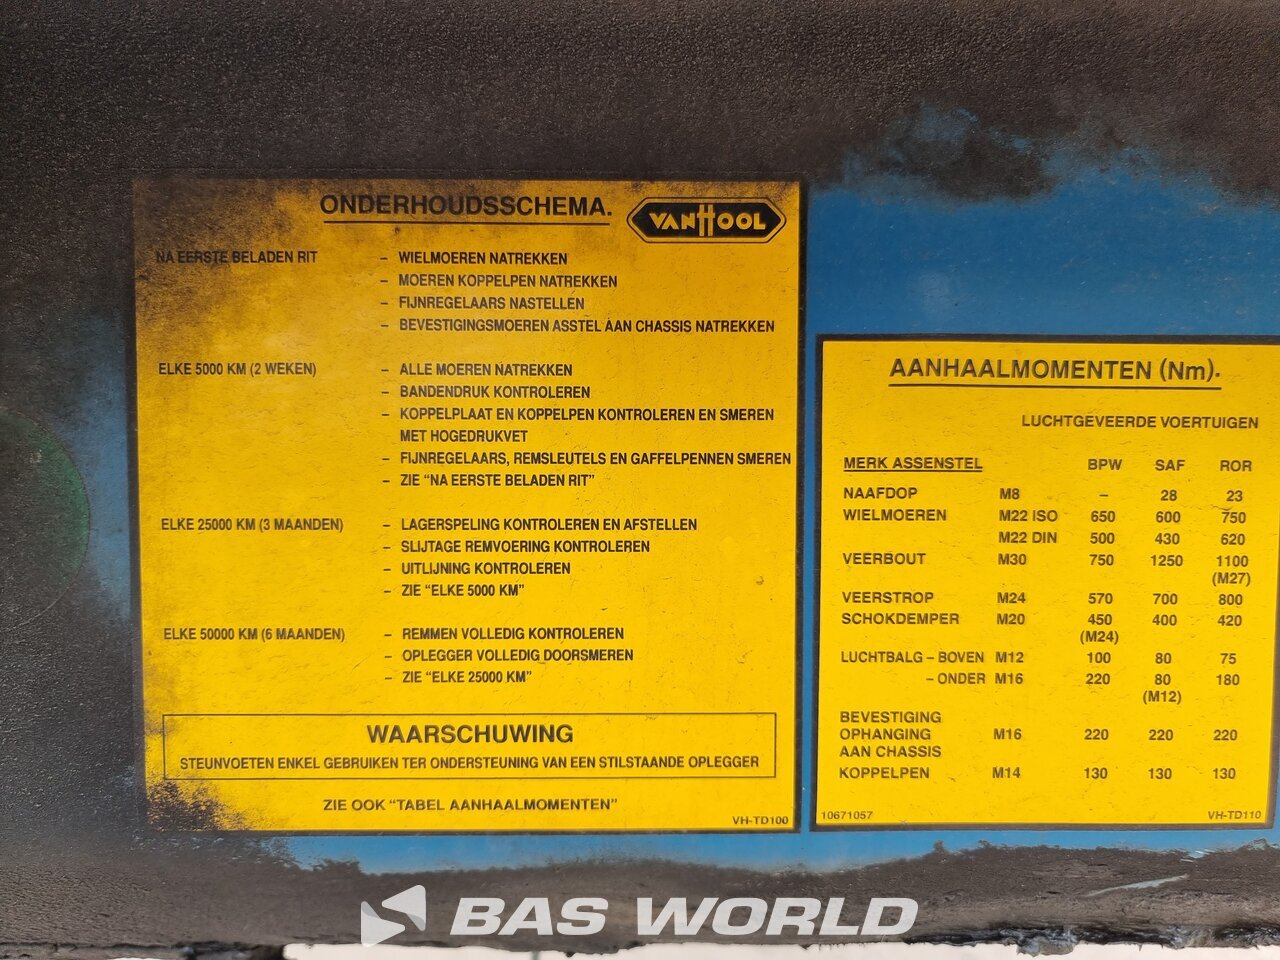 ONDERHOUDSSCHEMA.
VANHOOL
NA EERSTE BELADEN RIT – WIELMOEREN NATREKKEN
– MOEREN KOPPELPEN NATREKKEN
– FIJNREGELAARS NASTELLEN
– BEVESTIGINGSMOEREN ASSTEL AAN CHASSIS NATREKKEN
ELKE 5000 KM (2 WEKEN) – ALLE MOEREN NATREKKEN
– BANDENDRUK KONTROLEREN
– KOPPELPLAAT EN KOPPELPEN KONTROLEREN EN SMEREN
MET HOGEDRUKVET
– FIJNREGELAARS, REMSLEUTELS EN GAFFELPENNEN SMEREN
– ZIE "NA EERSTE BELADEN RIT"
ELKE 25000 KM (3 MAANDEN) – LAGERSPELING KONTROLEREN EN AFSTELLEN
– SLIJTAGE REMVOERING KONTROLEREN
– UITLIJNING KONTROLEREN
– ZIE "ELKE 5000 KM"
ELKE 50000 KM (6 MAANDEN) – REMMEN VOLLEDIG KONTROLEREN
– OPLEGGER VOLLEDIG DOORSMEREN
– ZIE "ELKE 25000 KM"
WAARSCHUWING
STEUNVOETEN ENKEL GEBRUIKEN TER ONDERSTEUNING VAN EEN STILSTAANDE OPLEGGER
ZIE OOK "TABEL AANHAALMOMENTEN"
VH-TD100
AANHAALMOMENTEN (Nm).
LUCHTGEVEERDE VOERTUIGEN
MERK ASSENSTEL BPW SAF ROR
NAAFDOP M8 – 28 23
WIELMOEREN M22 ISO 650 600 750
M22 DIN 500 430 620
VEERBOUT M30 750 1250 1100
(M27)
VEERSTROP M24 570 700 800
SCHOKDEMPER M20 450 400 420
(M24)
LUCHTBALG – BOVEN M12 100 80 75
– ONDER M16 220 80 180
(M12)
BEVESTIGING
OPHANGING M16 220 220 220
AAN CHASSIS
KOPPELPEN M14 130 130 130
10671057 VH-TD110
BAS WORLD